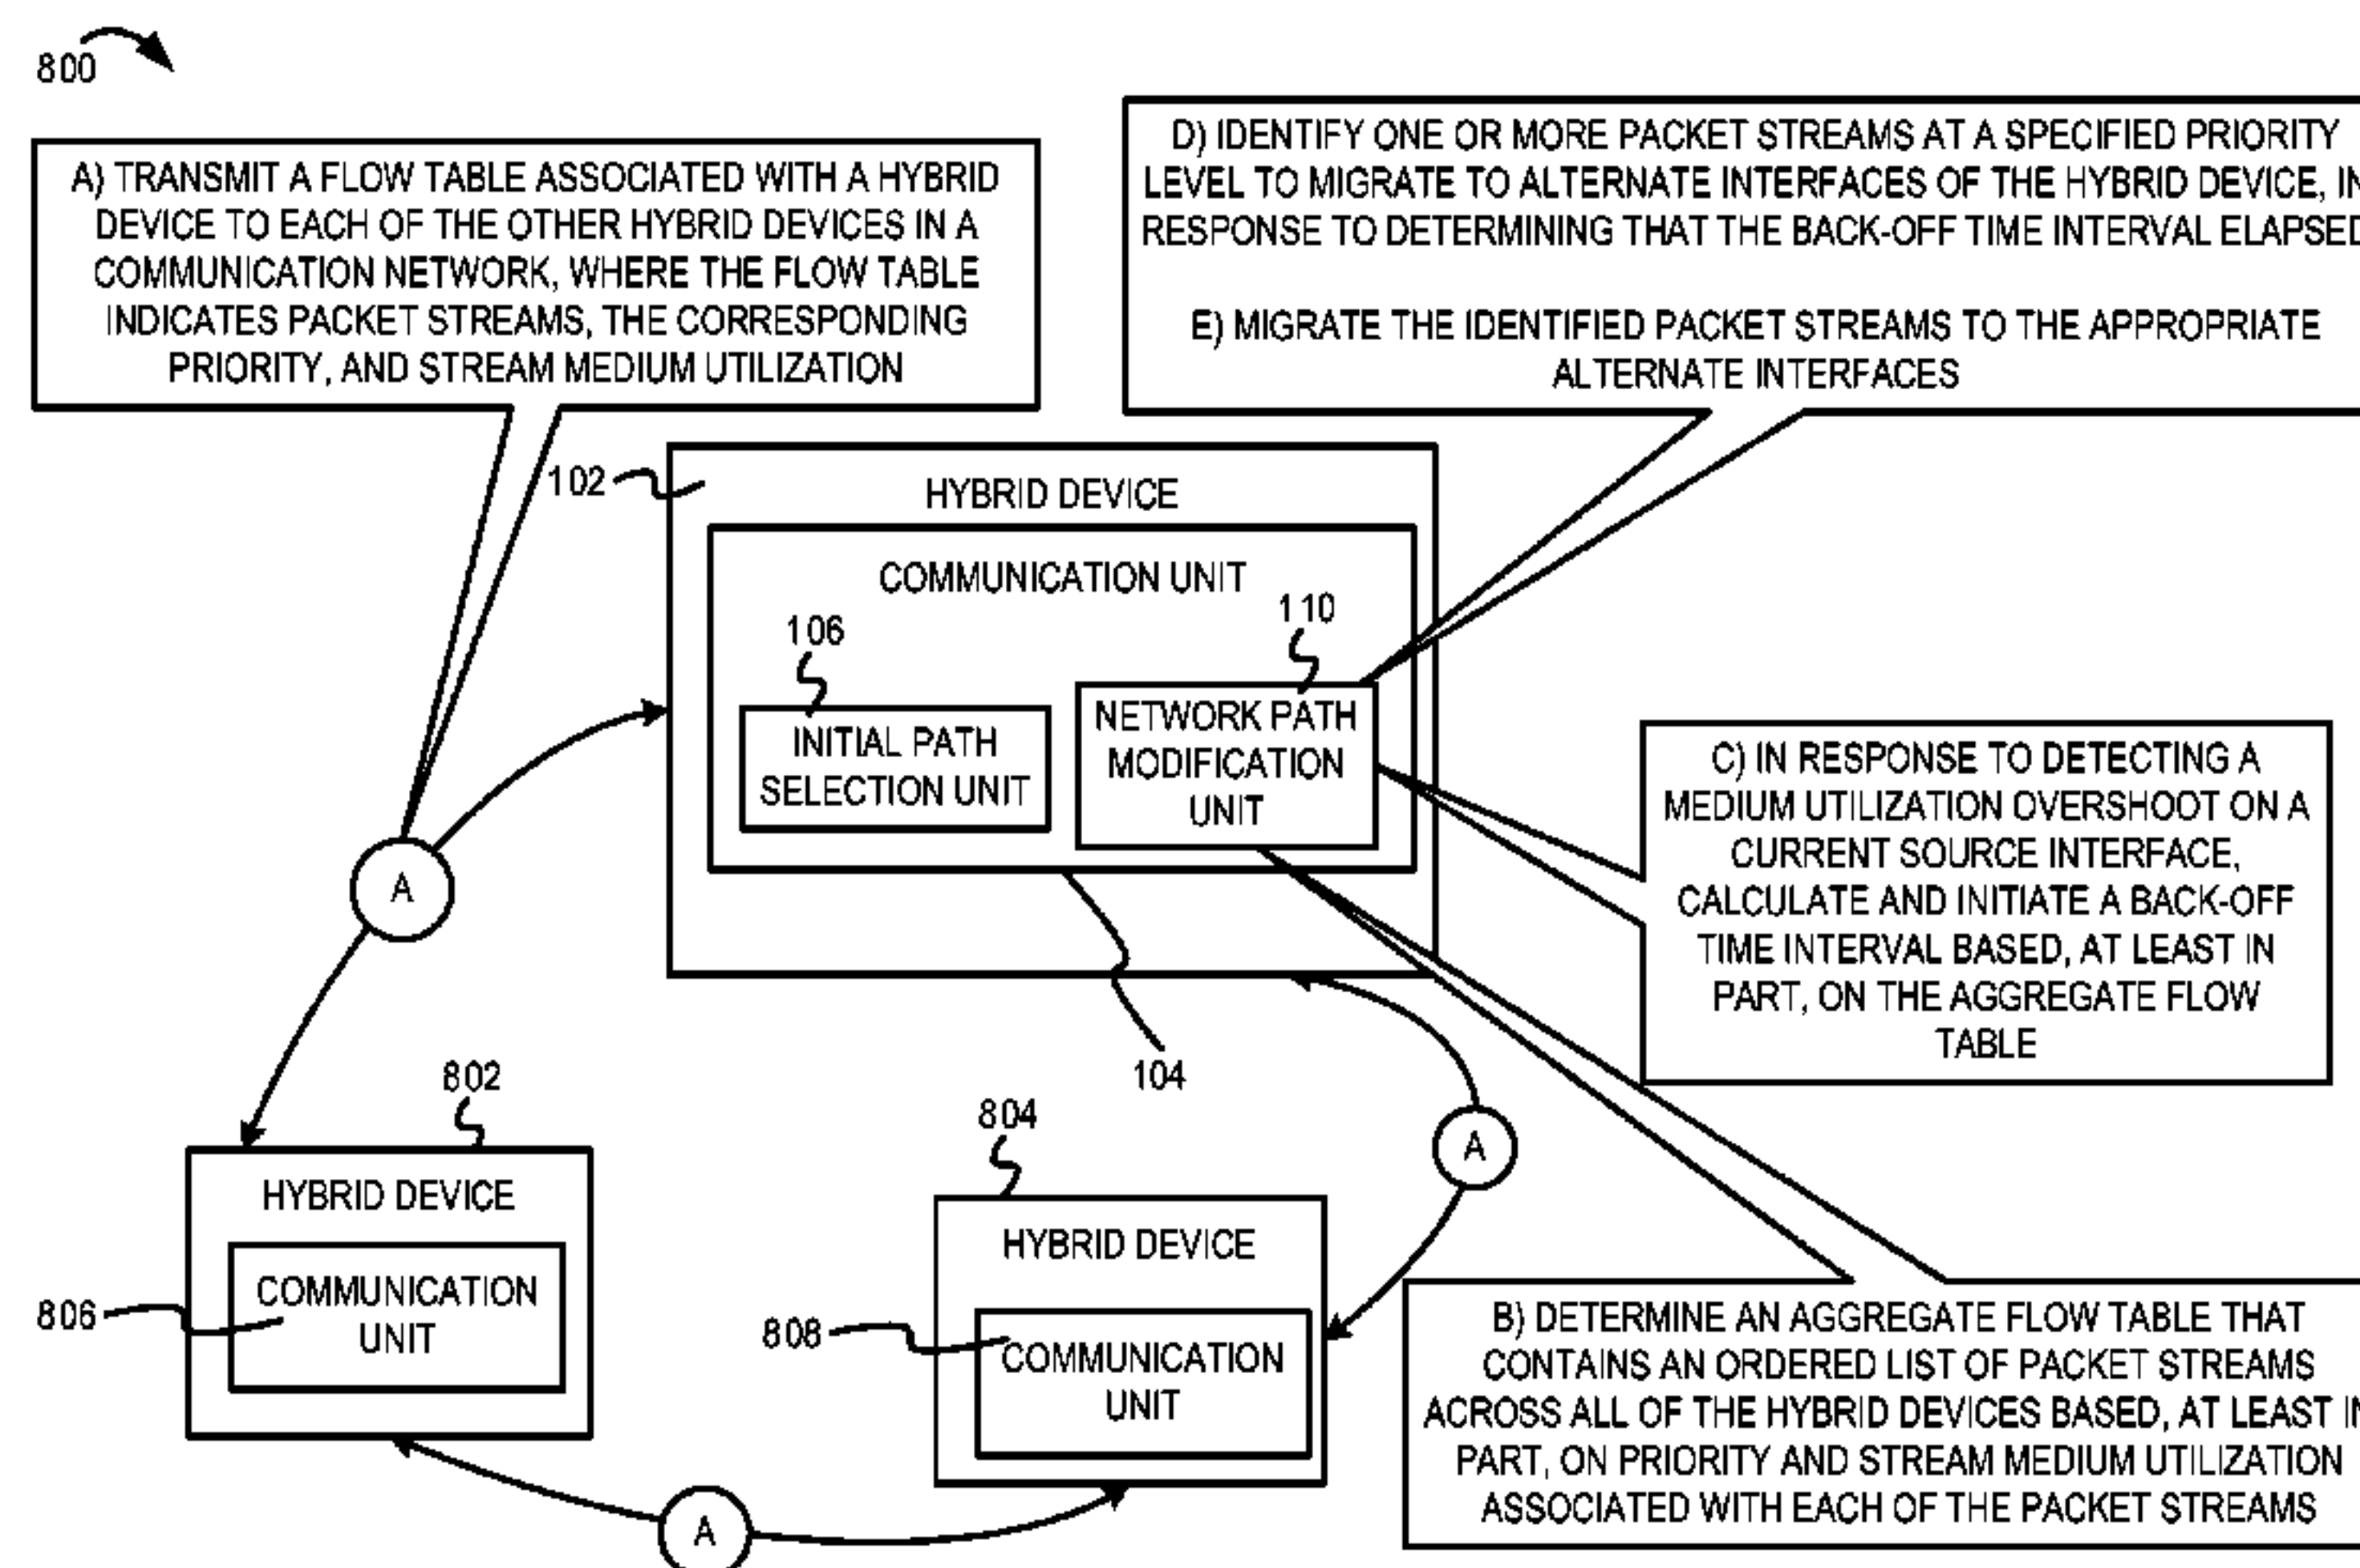 800
A) TRANSMIT A FLOW TABLE ASSOCIATED WITH A HYBRID
DEVICE TO EACH OF THE OTHER HYBRID DEVICES IN A
COMMUNICATION NETWORK, WHERE THE FLOW TABLE
INDICATES PACKET STREAMS, THE CORRESPONDING
PRIORITY, AND STREAM MEDIUM UTILIZATION
D) IDENTIFY ONE OR MORE PACKET STREAMS AT A SPECIFIED PRIORITY
LEVEL TO MIGRATE TO ALTERNATE INTERFACES OF THE HYBRID DEVICE, IN
RESPONSE TO DETERMINING THAT THE BACK-OFF TIME INTERVAL ELAPSED
E) MIGRATE THE IDENTIFIED PACKET STREAMS TO THE APPROPRIATE
ALTERNATE INTERFACES
102
HYBRID DEVICE
COMMUNICATION UNIT
106
110
INITIAL PATH
SELECTION UNIT
NETWORK PATH
MODIFICATION
UNIT
C) IN RESPONSE TO DETECTING A
MEDIUM UTILIZATION OVERSHOOT ON A
CURRENT SOURCE INTERFACE,
CALCULATE AND INITIATE A BACK-OFF
TIME INTERVAL BASED, AT LEAST IN
PART, ON THE AGGREGATE FLOW
TABLE
A
104
802
HYBRID DEVICE
806
COMMUNICATION
UNIT
804
HYBRID DEVICE
808
COMMUNICATION
UNIT
A
B) DETERMINE AN AGGREGATE FLOW TABLE THAT
CONTAINS AN ORDERED LIST OF PACKET STREAMS
ACROSS ALL OF THE HYBRID DEVICES BASED, AT LEAST IN
PART, ON PRIORITY AND STREAM MEDIUM UTILIZATION
ASSOCIATED WITH EACH OF THE PACKET STREAMS
A